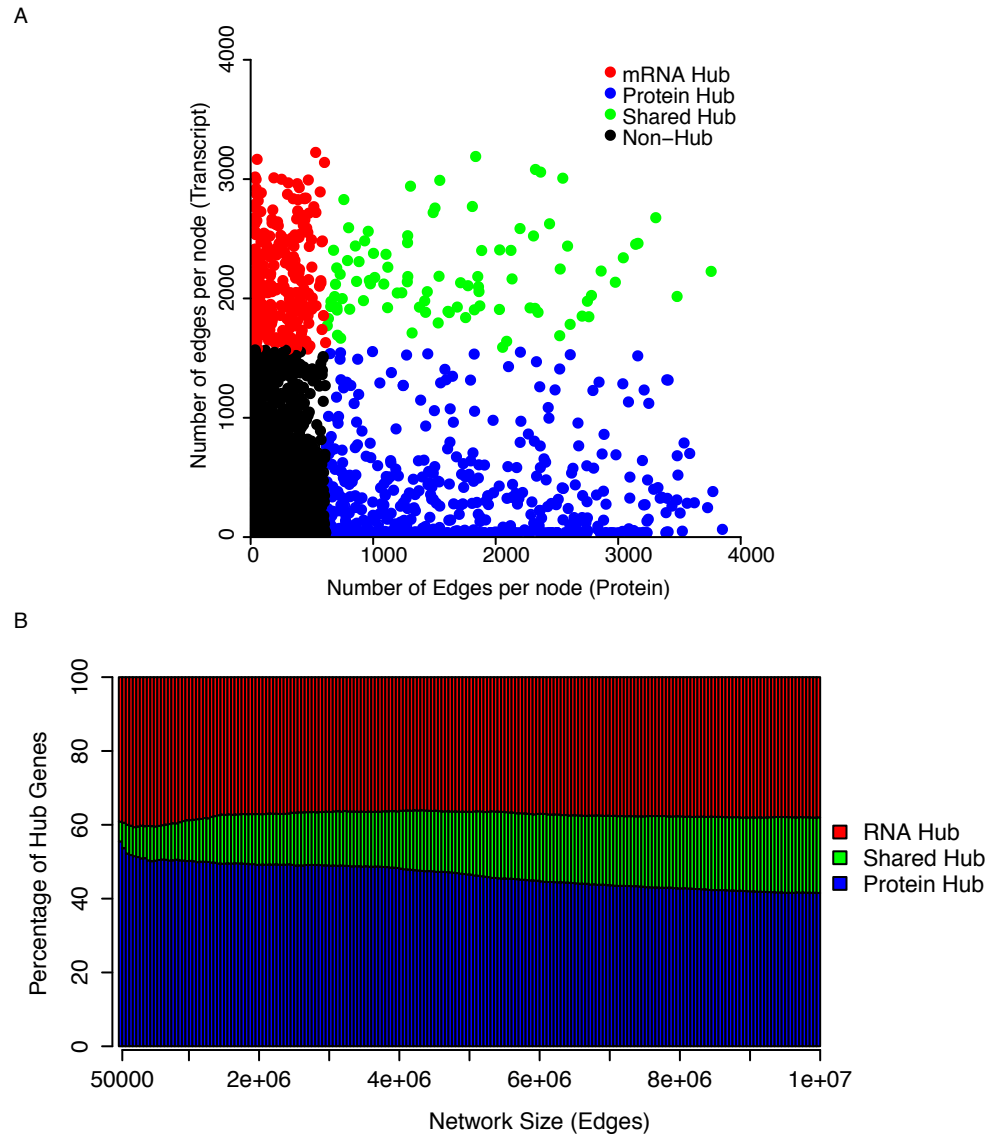 A
Number of edges per node (Transcript)
4000
3000
2000
1000
0
mRNA Hub
Protein Hub
Shared Hub
Non−Hub
0 1000 2000 3000 4000
Number of Edges per node (Protein)
B
Percentage of Hub Genes
100
80
60
40
20
0
RNA Hub
Shared Hub
Protein Hub
50000 2e+06 4e+06 6e+06 8e+06 1e+07
Network Size (Edges)